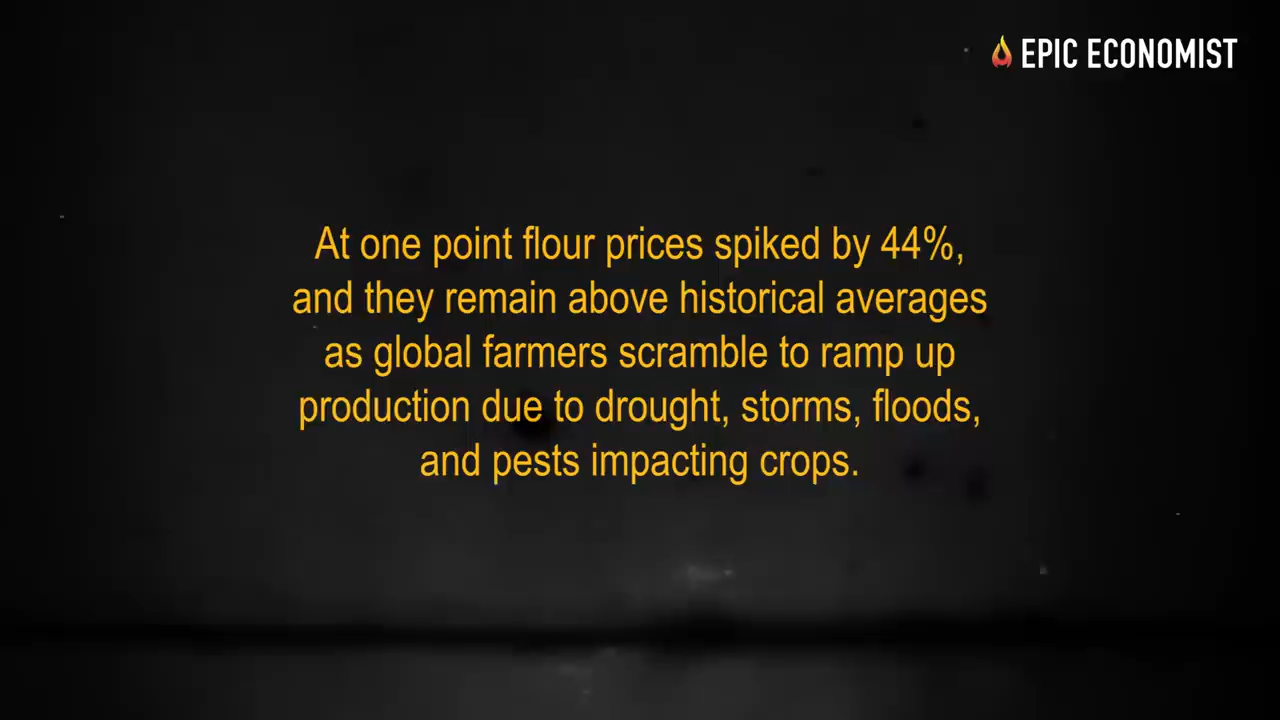 EPIC ECONOMIST
At one point flour prices spiked by 44%,
and they remain above historical averages
as global farmers scramble to ramp up
production due to drought, storms, floods,
and pests impacting crops.